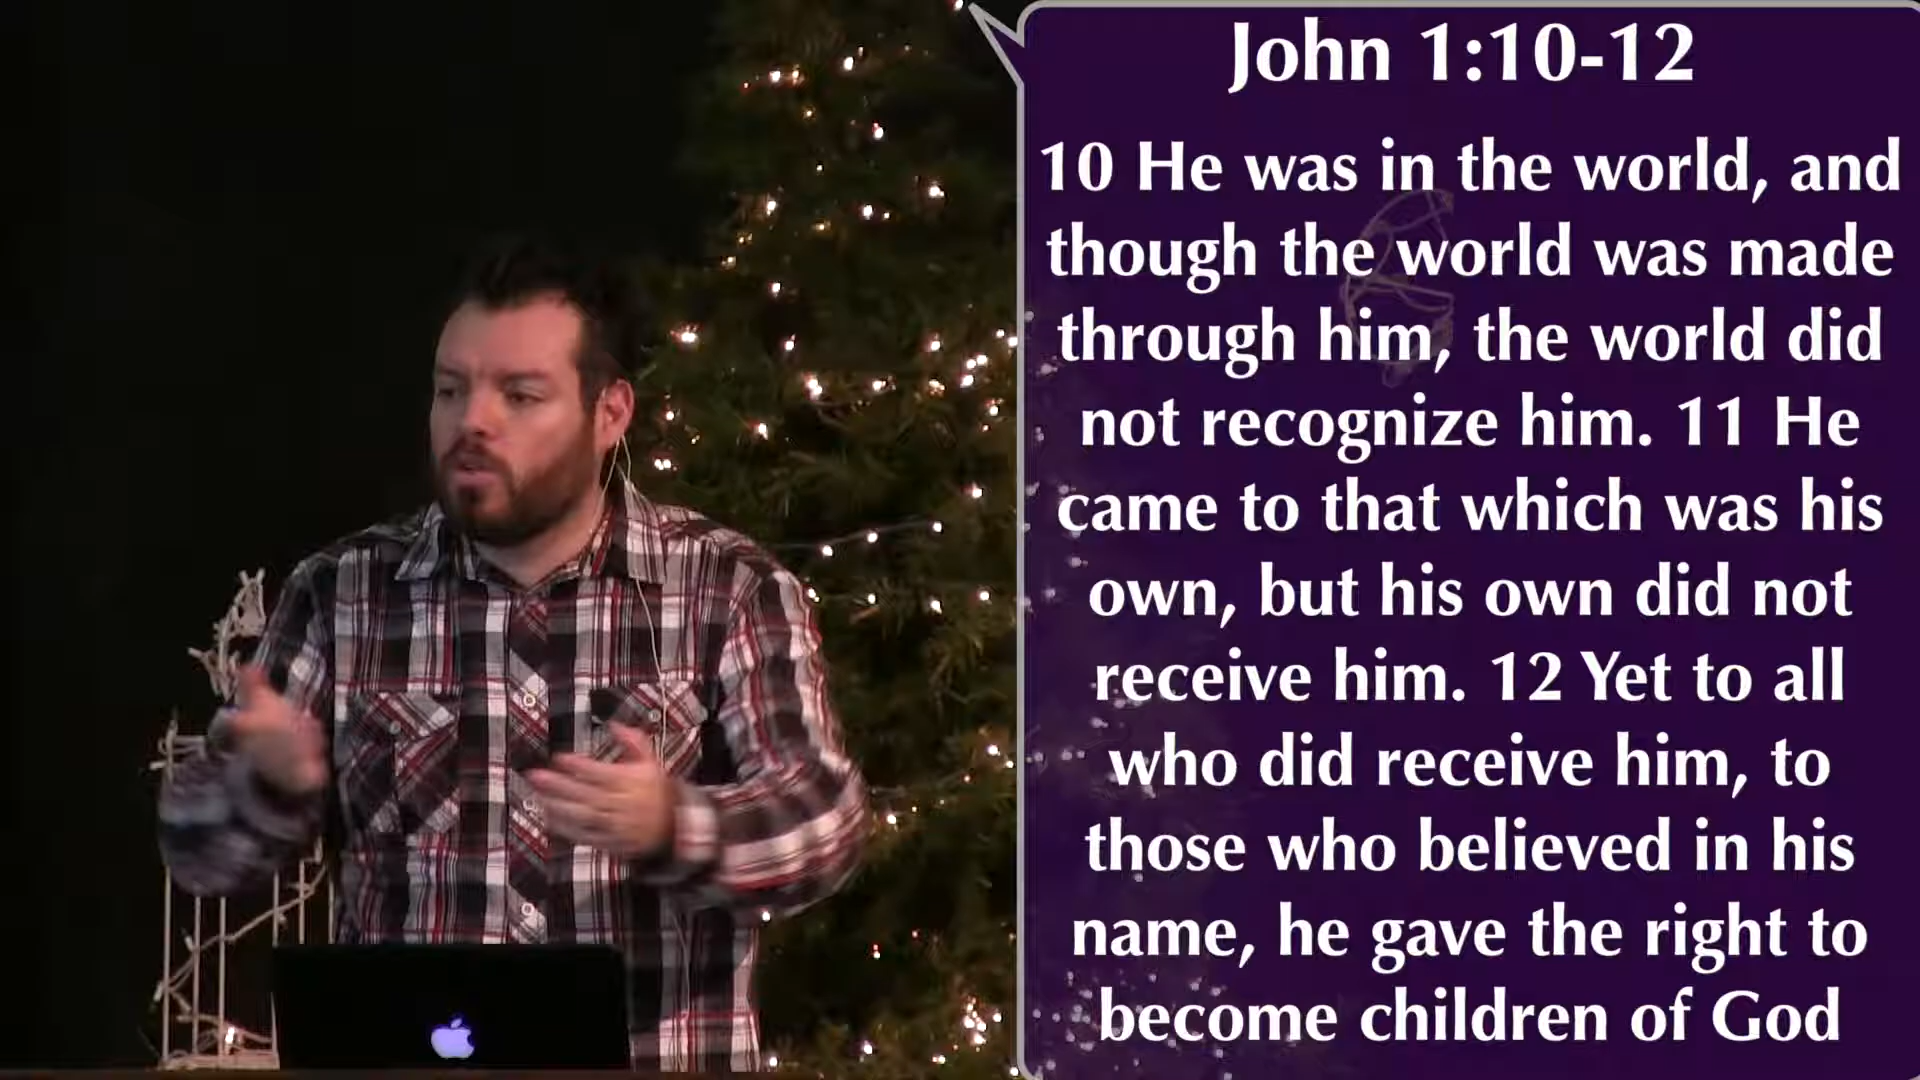 John 1:10-12
10 He was in the world, and
though the world was made
through him, the world did
not recognize him. 11 He
came to that which was his
own, but his own did not
receive him. 12 Yet to all
who did receive him, to
those who believed in his
name, he gave the right to
become children of God